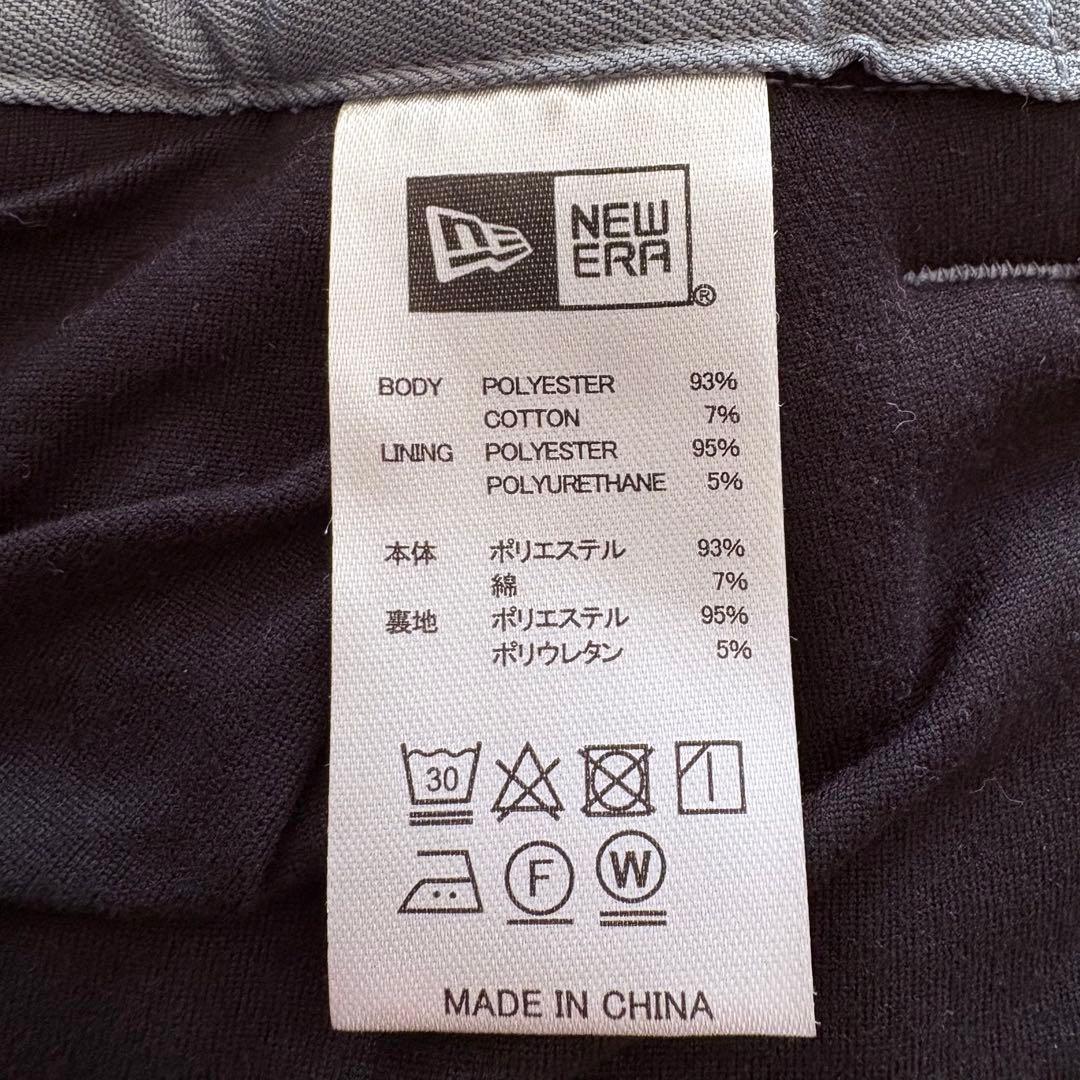 NEW
ERA
®
BODY POLYESTER 93%
COTTON 7%
LINING POLYESTER 95%
POLYURETHANE 5%
本体 ポリエステル 93%
綿 7%
裏地 ポリエステル 95%
ポリウレタン 5%
30
F W
MADE IN CHINA